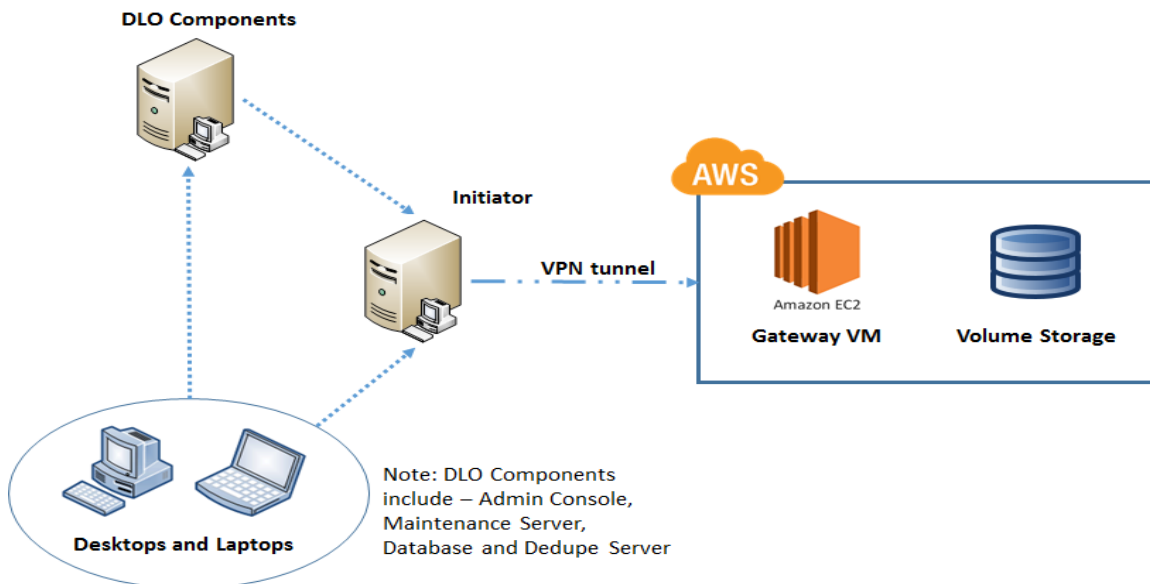 DLO Components
Initiator
AWS
VPN tunnel
Amazon EC2
Gateway VM
Volume Storage
Desktops and Laptops
Note: DLO Components
include – Admin Console,
Maintenance Server,
Database and Dedupe Server